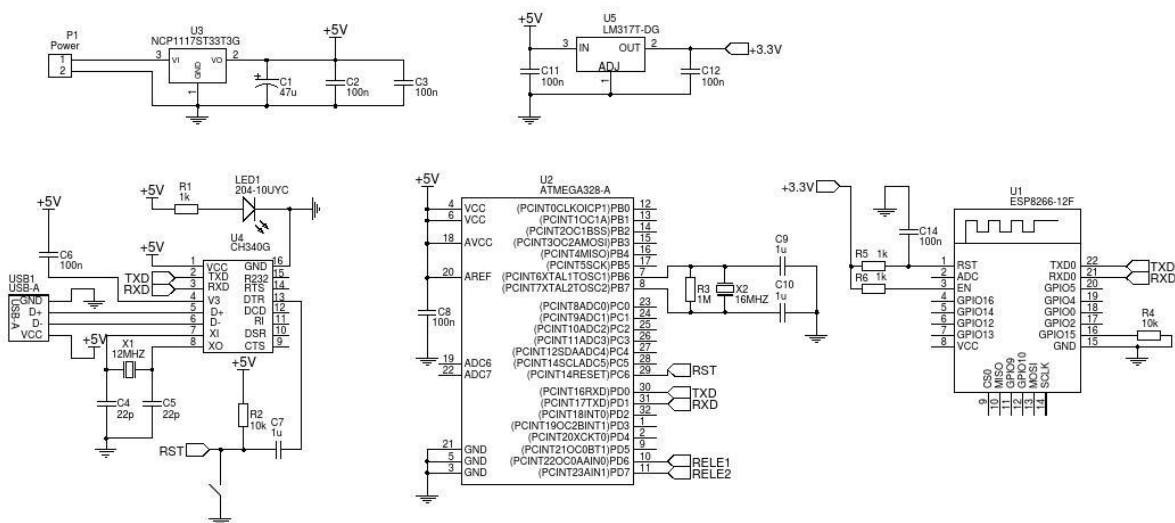 P1
Power
1
2
U3
NCP1117ST33T3G
3
VI
VO
2
GND
1
+5V
C1
47u
C2
100n
C3
100n
+5V
U5
LM317T-DG
3
IN
OUT
2
ADJ
1
C11
100n
C12
100n
+3.3V
+5V
C6
100n
+5V
R1
1k
LED1
204-10UYC
U4
CH340G
+5V
TXD
RXD
1 VCC GND 16
2 TXD R232 15
3 RXD RTS 14
4 V3 DTR 13
5 D+ DCD 12
6 D- RI 11
7 XI DSR 10
8 XO CTS 9
USB1
USB-A
USB-A
GND
D+
D-
VCC
+5V
X1
12MHZ
C4
22p
C5
22p
+5V
R2
10k
C7
1u
RST
U2
ATMEGA328-A
+5V
4 VCC (PCINT0CLKOICP1)PB0 12
6 VCC (PCINT1OC1A)PB1 13
(PCINT2OC1BSS)PB2 14
18 AVCC (PCINT3OC2AMOSI)PB3 15
(PCINT4MISO)PB4 16
(PCINT5SCK)PB5 17
20 AREF (PCINT6XTAL1TOSC1)PB6 7
(PCINT7XTAL2TOSC2)PB7 8
(PCINT8ADC0)PC0 23
(PCINT9ADC1)PC1 24
(PCINT10ADC2)PC2 25
(PCINT11ADC3)PC3 26
(PCINT12SDAADC4)PC4 27
19 ADC6 (PCINT14SCLADC5)PC5 28
22 ADC7 (PCINT14RESET)PC6 29
(PCINT16RXD)PD0 30
(PCINT17TXD)PD1 31
(PCINT18INT0)PD2 32
(PCINT19OC2BINT1)PD3 1
(PCINT20XCKT0)PD4 2
21 GND (PCINT21OC0BT1)PD5 9
5 GND (PCINT22OC0AAIN0)PD6 10
3 GND (PCINT23AIN1)PD7 11
C8
100n
R3
1M
X2
16MHZ
C9
1u
C10
1u
RST
TXD
RXD
RELE1
RELE2
+3.3V
C14
100n
R5 1k
R6 1k
U1
ESP8266-12F
1 RST TXD0 22
2 ADC RXD0 21
3 EN GPIO5 20
4 GPIO16 GPIO4 19
5 GPIO14 GPIO0 18
6 GPIO12 GPIO2 17
7 GPIO13 GPIO15 16
8 VCC GND 15
CS0
MISO
GPIO9
GPIO10
MOSI
SCLK
9
10
11
12
13
14
TXD
RXD
R4
10k